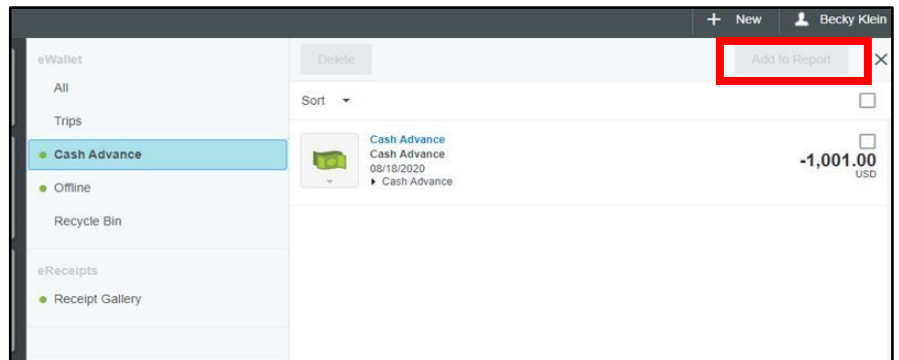 + New Becky Klein
eWallet
All
Trips
Cash Advance
Offline
Recycle Bin
eReceipts
Receipt Gallery
Delete
Add to Report
Sort
Cash Advance
Cash Advance
08/18/2020
Cash Advance
-1,001.00
USD